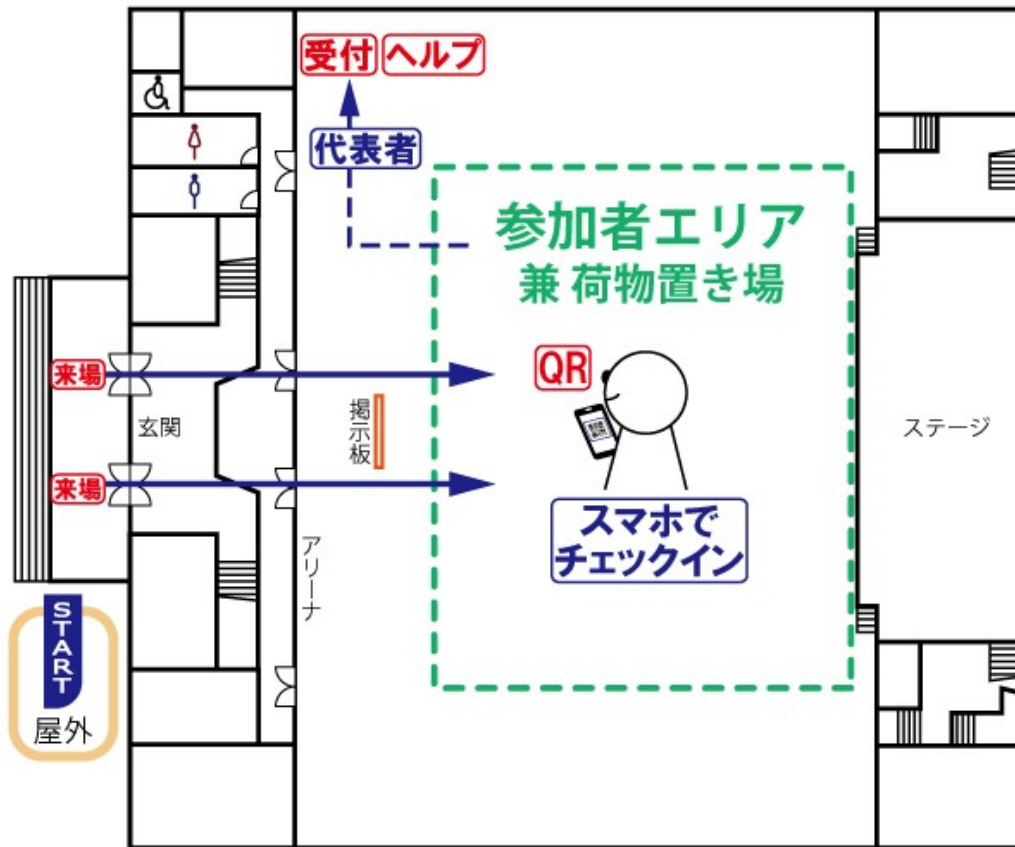 受付
ヘルプ
代表者
参加者エリア
兼 荷物置き場
来場
QR
玄関
掲示板
ステージ
来場
スマホで
チェックイン
アリーナ
START
屋外